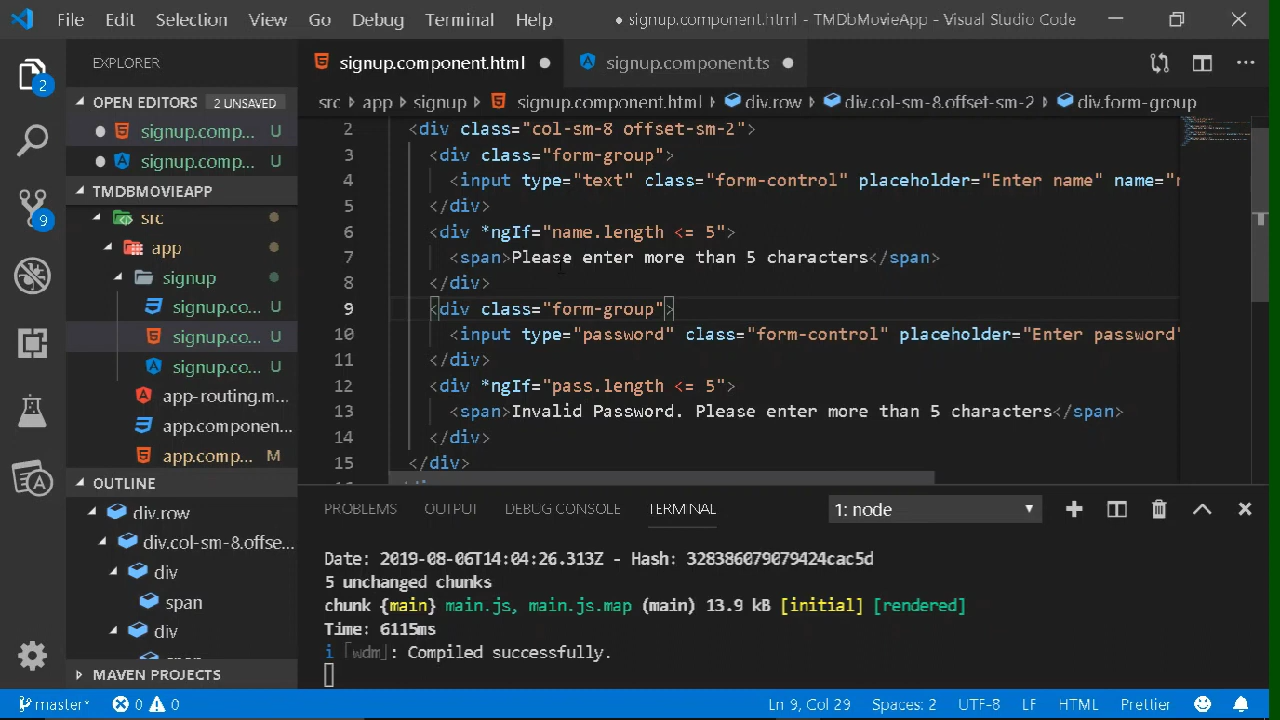 File Edit Selection View Go Debug Terminal Help ● signup.component.html - TMDbMovieApp - Visual Studio Code
EXPLORER
signup.component.html
signup.component.ts
2
OPEN EDITORS 2 UNSAVED
signup.comp... U
signup.comp... U
TMDBMOVIEAPP
src
app
signup
signup.co... U
signup.co... U
signup.co... U
app-routing.m...
app.component...
app.comp... M
9
OUTLINE
div.row
div.col-sm-8.offse...
div
span
div
MAVEN PROJECTS
src > app > signup > signup.component.html > div.row > div.col-sm-8.offset-sm-2 > div.form-group
2 <div class="col-sm-8 offset-sm-2">
3 <div class="form-group">
4 <input type="text" class="form-control" placeholder="Enter name" name="
5 </div>
6 <div *ngIf="name.length <= 5">
7 <span>Please enter more than 5 characters</span>
8 </div>
9 <div class="form-group">
10 <input type="password" class="form-control" placeholder="Enter password"
11 </div>
12 <div *ngIf="pass.length <= 5">
13 <span>Invalid Password. Please enter more than 5 characters</span>
14 </div>
15 </div>
PROBLEMS OUTPUT DEBUG CONSOLE TERMINAL 1: node
Date: 2019-08-06T14:04:26.313Z - Hash: 328386079079424cac5d
5 unchanged chunks
chunk {main} main.js, main.js.map (main) 13.9 kB [initial] [rendered]
Time: 6115ms
i ｢wdm｣: Compiled successfully.
master* 0 0 Ln 9, Col 29 Spaces: 2 UTF-8 LF HTML Prettier